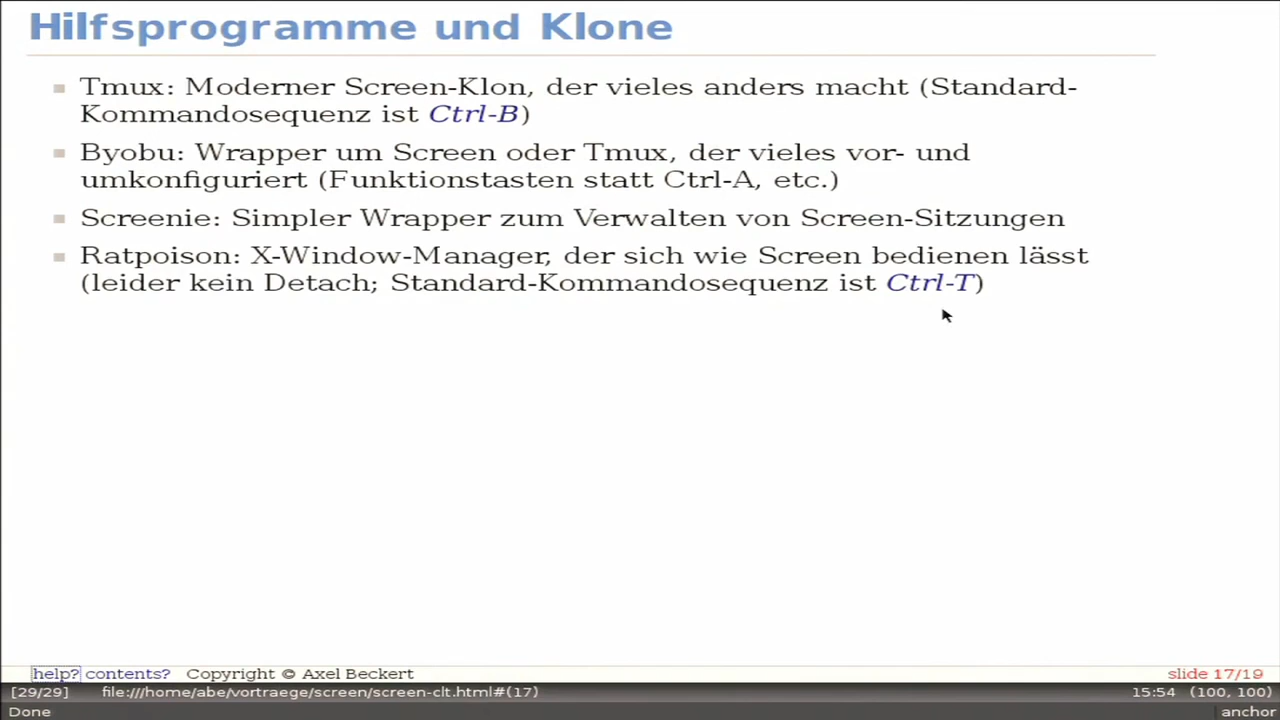 Hilfsprogramme und Klone
Tmux: Moderner Screen-Klon, der vieles anders macht (Standard-
Kommandosequenz ist Ctrl-B)
Byobu: Wrapper um Screen oder Tmux, der vieles vor- und
umkonfiguriert (Funktionstasten statt Ctrl-A, etc.)
Screenie: Simpler Wrapper zum Verwalten von Screen-Sitzungen
Ratpoison: X-Window-Manager, der sich wie Screen bedienen lässt
(leider kein Detach; Standard-Kommandosequenz ist Ctrl-T)
help? contents? Copyright © Axel Beckert slide 17/19
[29/29] file:///home/abe/vortraege/screen/screen-clt.html#(17) 15:54 (100, 100)
Done anchor